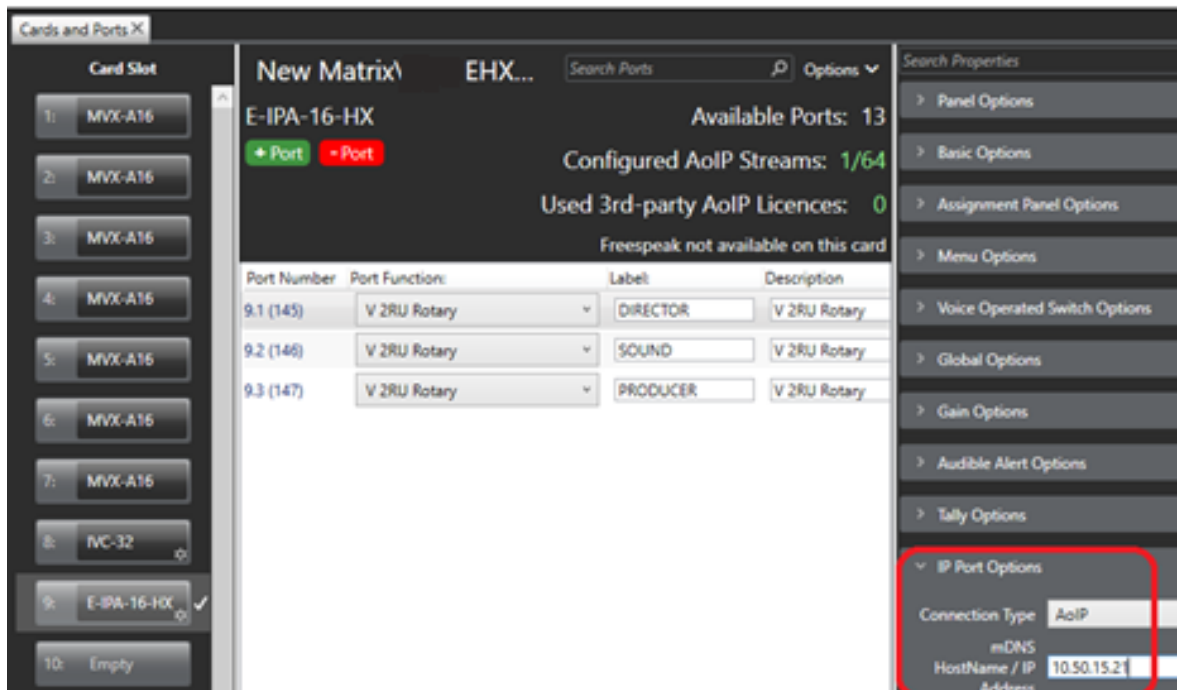 Cards and Ports X
Card Slot
1: MVX-A16
2: MVX-A16
3: MVX-A16
4: MVX-A16
5: MVX-A16
6: MVX-A16
7: MVX-A16
8: IVC-32
9: E-IPA-16-HX
10: Empty
New Matrix\ EHX...
Search Ports
Options
E-IPA-16-HX
Available Ports: 13
+ Port
- Port
Configured AoIP Streams: 1/64
Used 3rd-party AoIP Licences: 0
Freespeak not available on this card
Port Number Port Function: Label: Description
9.1 (145) V 2RU Rotary DIRECTOR V 2RU Rotary
9.2 (146) V 2RU Rotary SOUND V 2RU Rotary
9.3 (147) V 2RU Rotary PRODUCER V 2RU Rotary
Search Properties
> Panel Options
> Basic Options
> Assignment Panel Options
> Menu Options
> Voice Operated Switch Options
> Global Options
> Gain Options
> Audible Alert Options
> Tally Options
IP Port Options
Connection Type AoIP
mDNS
HostName / IP 10.50.15.21
Address